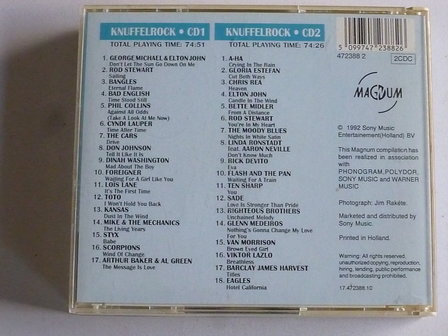 KNUFFELROCK • CD1
TOTAL PLAYING TIME: 74:51
1. GEORGE MICHAEL & ELTON JOHN
Don't Let The Sun Go Down On Me
2. ROD STEWART
Sailing
3. BANGLES
Eternal Flame
4. BAD ENGLISH
Time Stood Still
5. PHIL COLLINS
Against All Odds
(Take A Look At Me Now)
6. CYNDI LAUPER
Time After Time
7. THE CARS
Drive
8. DON JOHNSON
Tell It Like It Is
9. DINAH WASHINGTON
Mad About The Boy
10. FOREIGNER
Waiting For A Girl Like You
11. LOIS LANE
It's The First Time
12. TOTO
I Won't Hold You Back
13. KANSAS
Dust In The Wind
14. MIKE & THE MECHANICS
The Living Years
15. STYX
Babe
16. SCORPIONS
Wind Of Change
17. ARTHUR BAKER & AL GREEN
The Message Is Love
KNUFFELROCK • CD2
TOTAL PLAYING TIME: 74:26
1. A-HA
Crying In The Rain
2. GLORIA ESTEFAN
Cut Both Ways
3. CHRIS REA
Heaven
4. ELTON JOHN
Candle In The Wind
5. BETTE MIDLER
From A Distance
6. ROD STEWART
You're In My Heart
7. THE MOODY BLUES
Nights In White Satin
8. LINDA RONSTADT
feat. AARON NEVILLE
Don't Know Much
9. RICK DEVITO
Eva
10. FLASH AND THE PAN
Waiting For A Train
11. TEN SHARP
You
12. SADE
Love Is Stronger Than Pride
13. RIGHTEOUS BROTHERS
Unchained Melody
14. GLENN MEDEIROS
Nothing's Gonna Change My Love
For You
15. VAN MORRISON
Brown Eyed Girl
16. VIKTOR LAZLO
Breathless
17. BARCLAY JAMES HARVEST
Titles
18. EAGLES
Hotel California
5 099747 238826
472388 2
2CDC
MAGNUM
© 1992 Sony Music
Entertainement (Holland) BV
This Magnum compilation has
been realized in association
with
PHONOGRAM, POLYDOR,
SONY MUSIC and WARNER
MUSIC
Photograph: Jim Rakete.
Marketed and distributed by
Sony Music.
Printed in Holland.
Warning: All rights reserved.
unauthorized copying, reproduction,
hiring, lending, public performance
and broadcasting prohibited.
17.472388.10